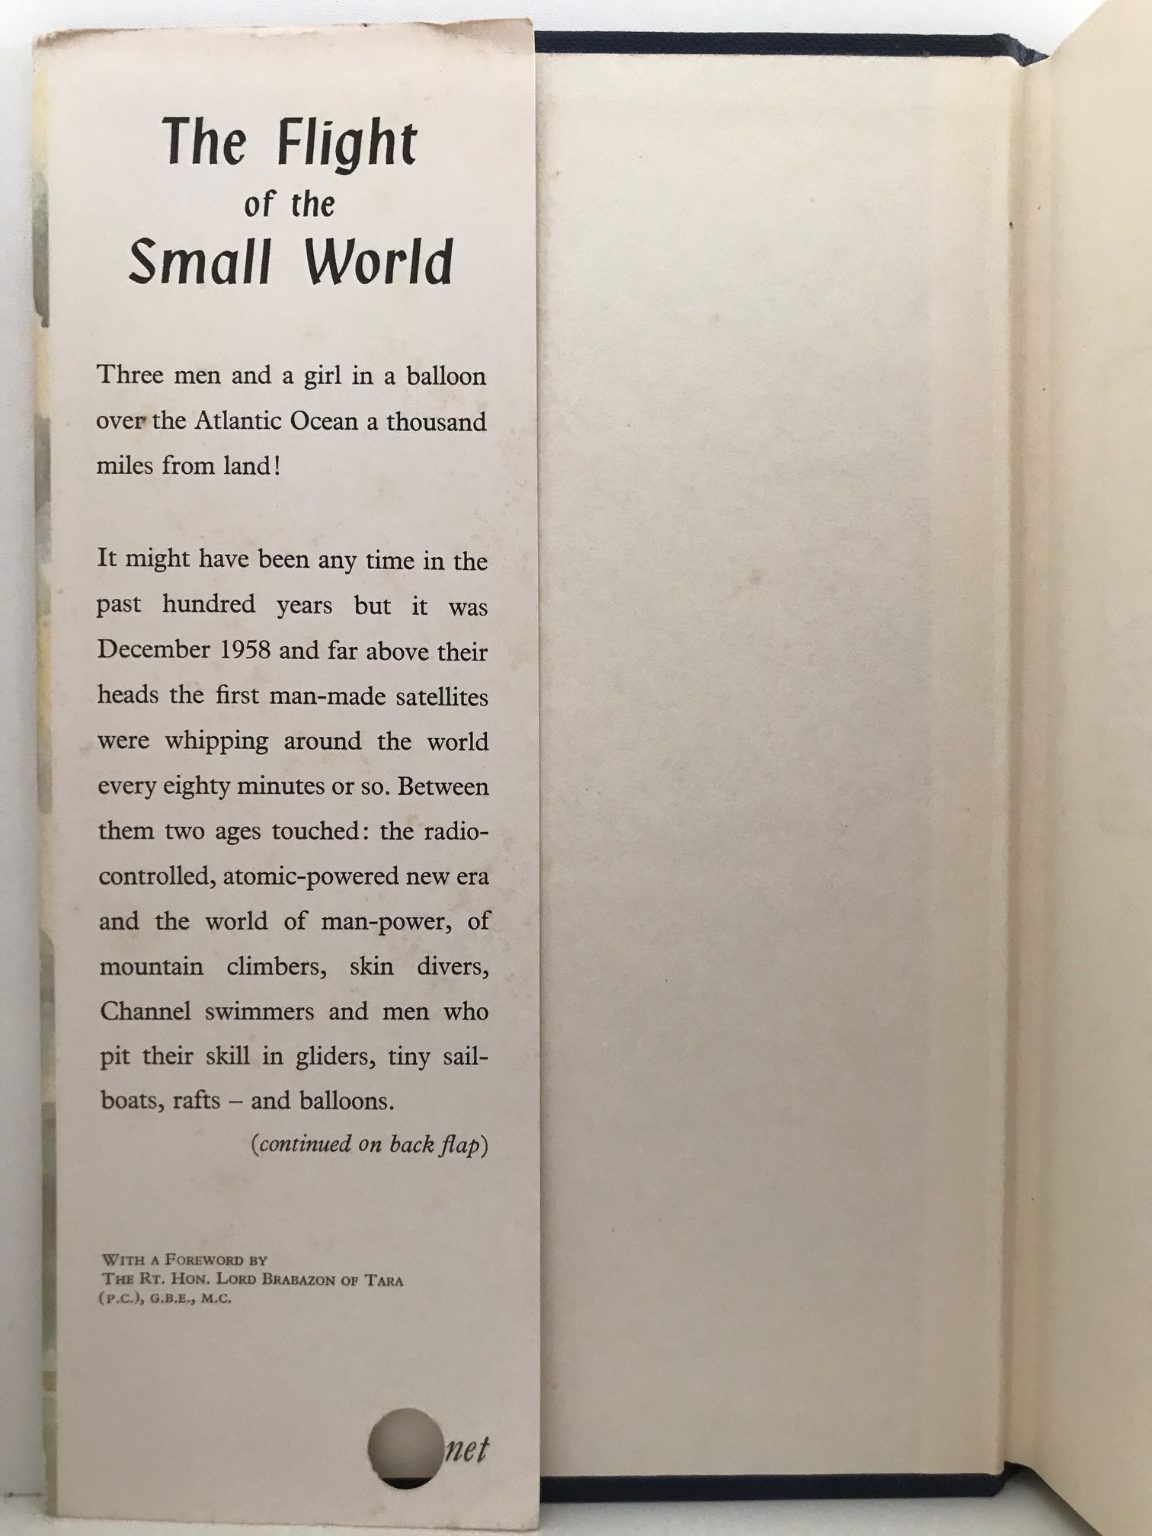 The Flight
of the
Small World
Three men and a girl in a balloon
over the Atlantic Ocean a thousand
miles from land!
It might have been any time in the
past hundred years but it was
December 1958 and far above their
heads the first man-made satellites
were whipping around the world
every eighty minutes or so. Between
them two ages touched: the radio-
controlled, atomic-powered new era
and the world of man-power, of
mountain climbers, skin divers,
Channel swimmers and men who
pit their skill in gliders, tiny sail-
boats, rafts – and balloons.
(continued on back flap)
WITH A FOREWORD BY
THE RT. HON. LORD BRABAZON OF TARA
(P.C.), G.B.E., M.C.
net